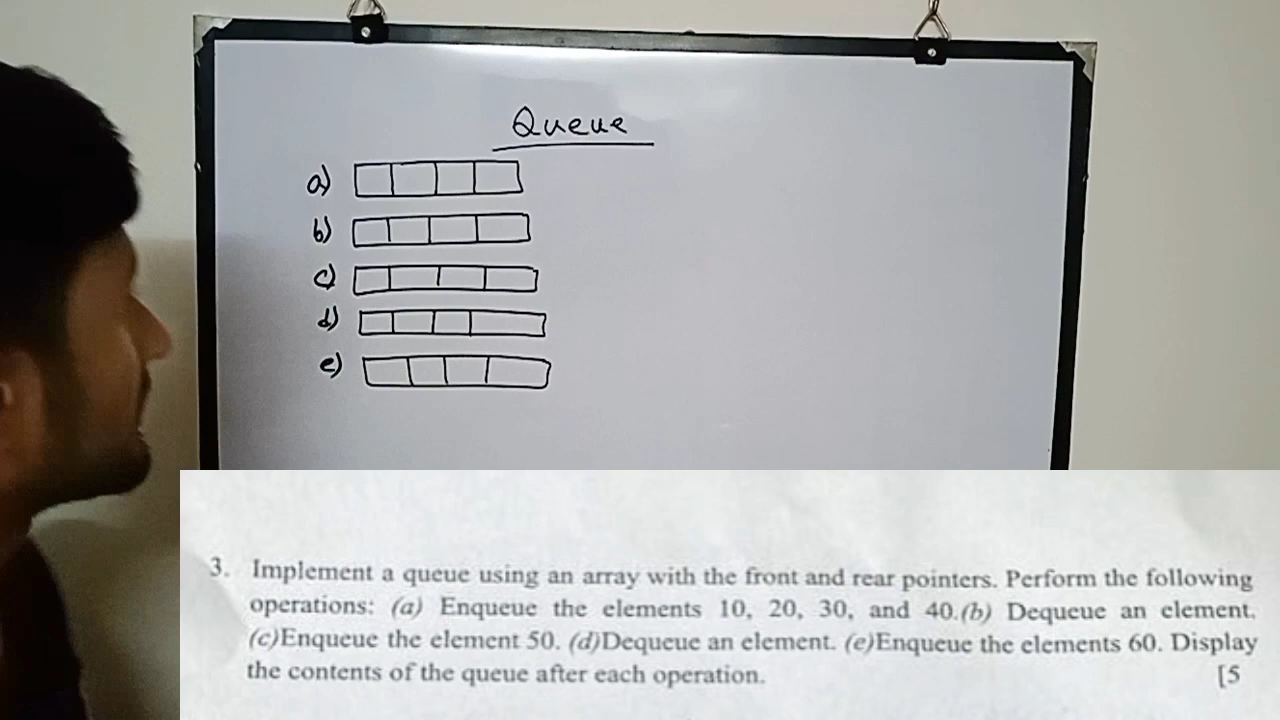 Queue
a)
b)
c)
d)
e)
3. Implement a queue using an array with the front and rear pointers. Perform the following
operations: (a) Enqueue the elements 10, 20, 30, and 40.(b) Dequeue an element.
(c)Enqueue the element 50. (d)Dequeue an element. (e)Enqueue the elements 60. Display
the contents of the queue after each operation. [5